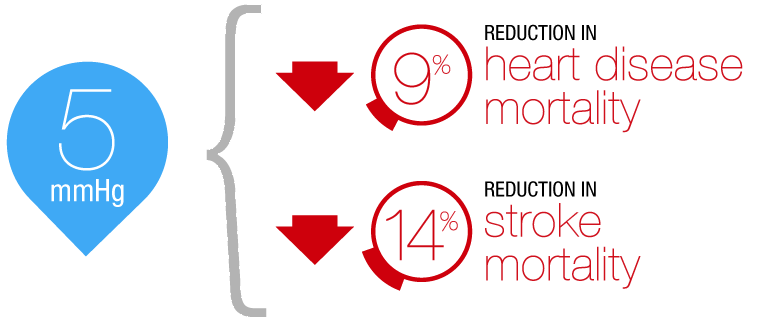 5
mmHg
9%
REDUCTION IN
heart disease
mortality
14%
REDUCTION IN
stroke
mortality